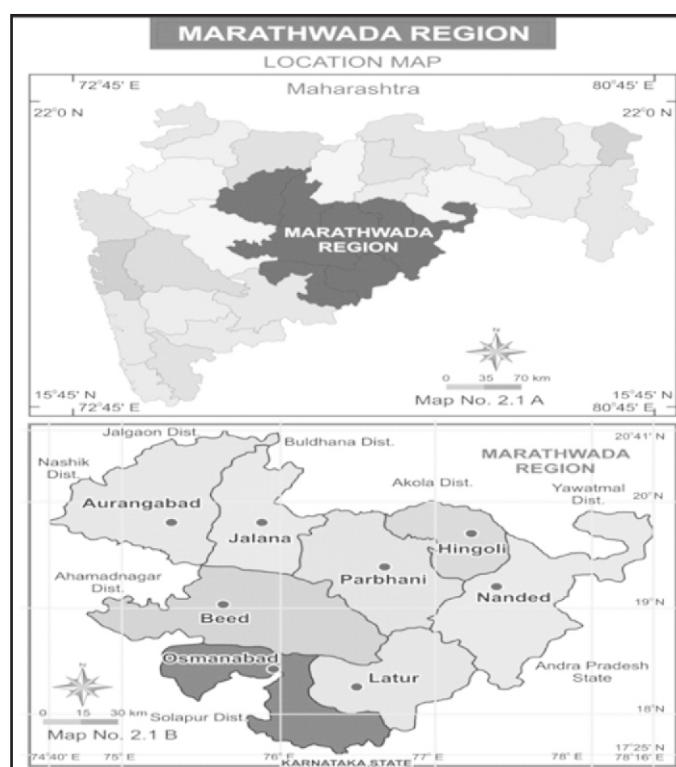 MARATHWADA REGION
LOCATION MAP
72°45' E
Maharashtra
80°45' E
22°0 N
22°0 N
MARATHWADA
REGION
N
0 35 70 km
15°45' N
15°45' N
72°45' E
Map No. 2.1 A
80°45' E
20°41' N
Jalgaon Dist.
Buldhana Dist.
MARATHWADA
REGION
Nashik
Dist.
Akola Dist.
Yawatmal
Dist.
20°N
Aurangabad
Jalana
Hingoli
Parbhani
Nanded
Ahamadnagar
Dist.
19°N
Beed
Osmanabad
Latur
Andra Pradesh
State
N
0 15 30 km
Solapur Dist.
18°N
Map No. 2.1 B
17°25' N
74°40' E
75° E
76° E
77° E
78° E
78°16' E
KARNATAKA STATE